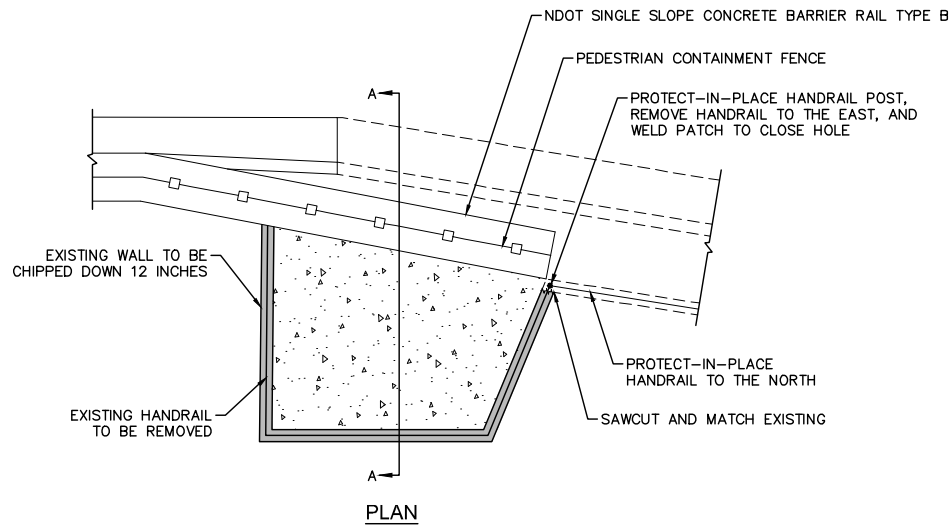 NDOT SINGLE SLOPE CONCRETE BARRIER RAIL TYPE B
PEDESTRIAN CONTAINMENT FENCE
A
PROTECT-IN-PLACE HANDRAIL POST,
REMOVE HANDRAIL TO THE EAST, AND
WELD PATCH TO CLOSE HOLE
EXISTING WALL TO BE
CHIPPED DOWN 12 INCHES
PROTECT-IN-PLACE
HANDRAIL TO THE NORTH
EXISTING HANDRAIL
TO BE REMOVED
SAWCUT AND MATCH EXISTING
A
PLAN